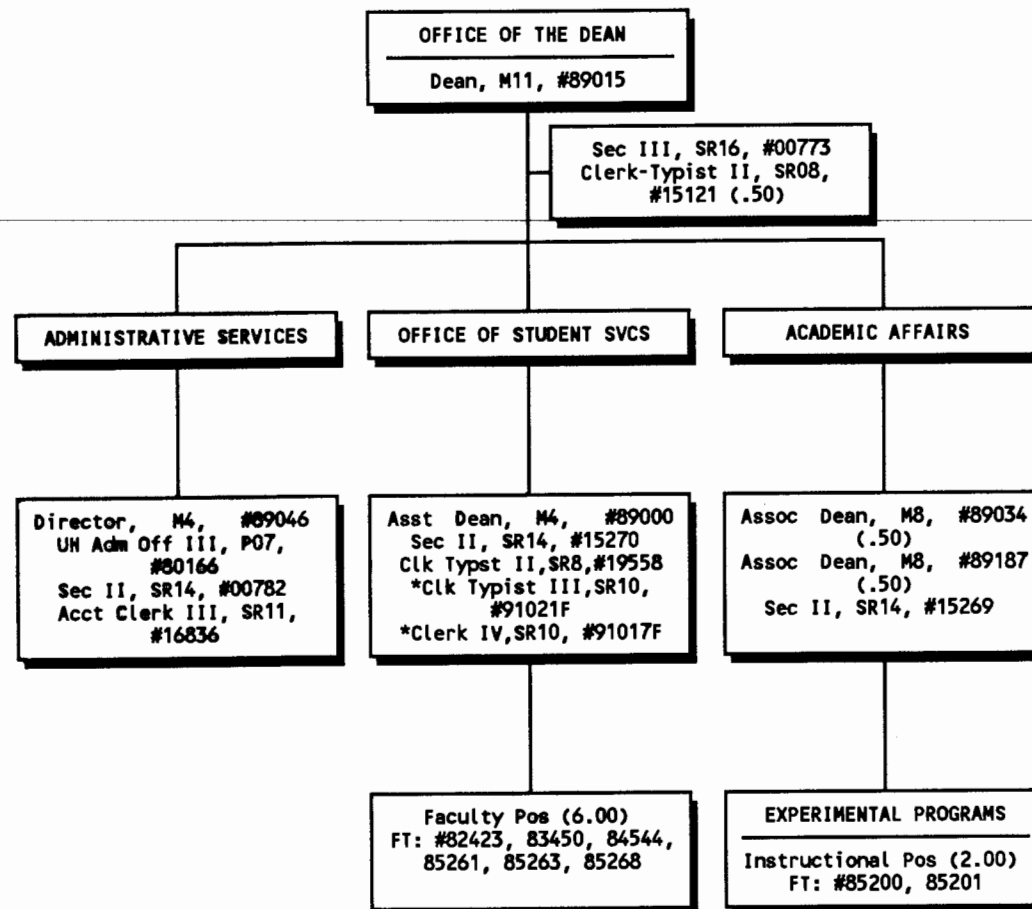 OFFICE OF THE DEAN
Dean, M11, #89015
Sec III, SR16, #00773
Clerk-Typist II, SR08,
#15121 (.50)
ADMINISTRATIVE SERVICES
OFFICE OF STUDENT SVCS
ACADEMIC AFFAIRS
Director, M4, #89046
UH Adm Off III, P07,
#80166
Sec II, SR14, #00782
Acct Clerk III, SR11,
#16836
Asst Dean, M4, #89000
Sec II, SR14, #15270
Clk Typst II,SR8,#19558
*Clk Typist III,SR10,
#91021F
*Clerk IV,SR10, #91017F
Assoc Dean, M8, #89034
(.50)
Assoc Dean, M8, #89187
(.50)
Sec II, SR14, #15269
Faculty Pos (6.00)
FT: #82423, 83450, 84544,
85261, 85263, 85268
EXPERIMENTAL PROGRAMS
Instructional Pos (2.00)
FT: #85200, 85201